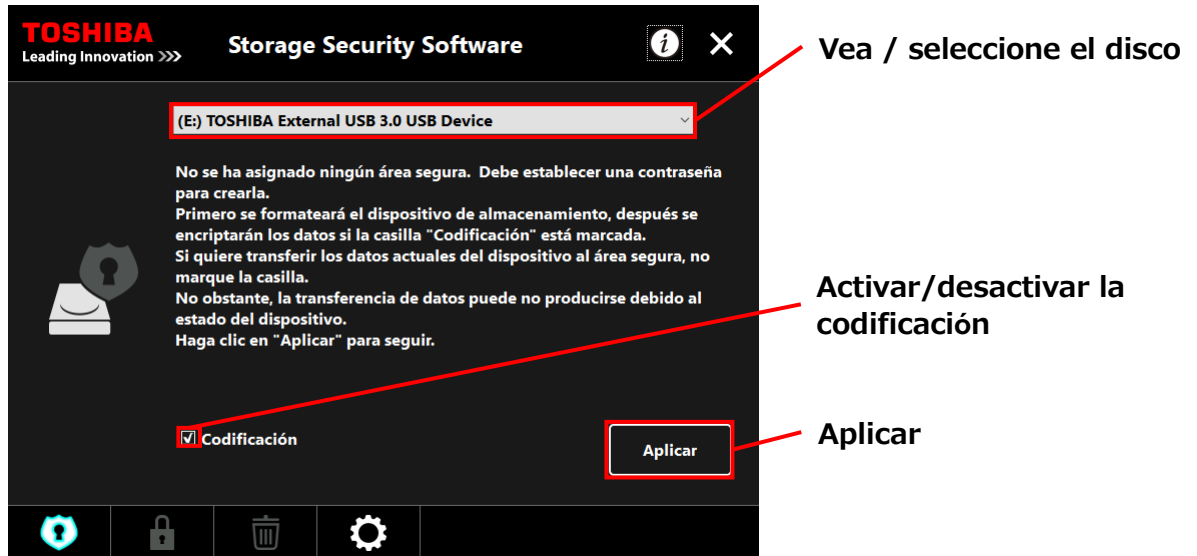 TOSHIBA
Leading Innovation >>>
Storage Security Software
Vea / seleccione el disco
(E:) TOSHIBA External USB 3.0 USB Device
No se ha asignado ningún área segura. Debe establecer una contraseña
para crearla.
Primero se formateará el dispositivo de almacenamiento, después se
encriptarán los datos si la casilla "Codificación" está marcada.
Si quiere transferir los datos actuales del dispositivo al área segura, no
marque la casilla.
No obstante, la transferencia de datos puede no producirse debido al
estado del dispositivo.
Haga clic en "Aplicar" para seguir.
Activar/desactivar la
codificación
Codificación
Aplicar
Aplicar